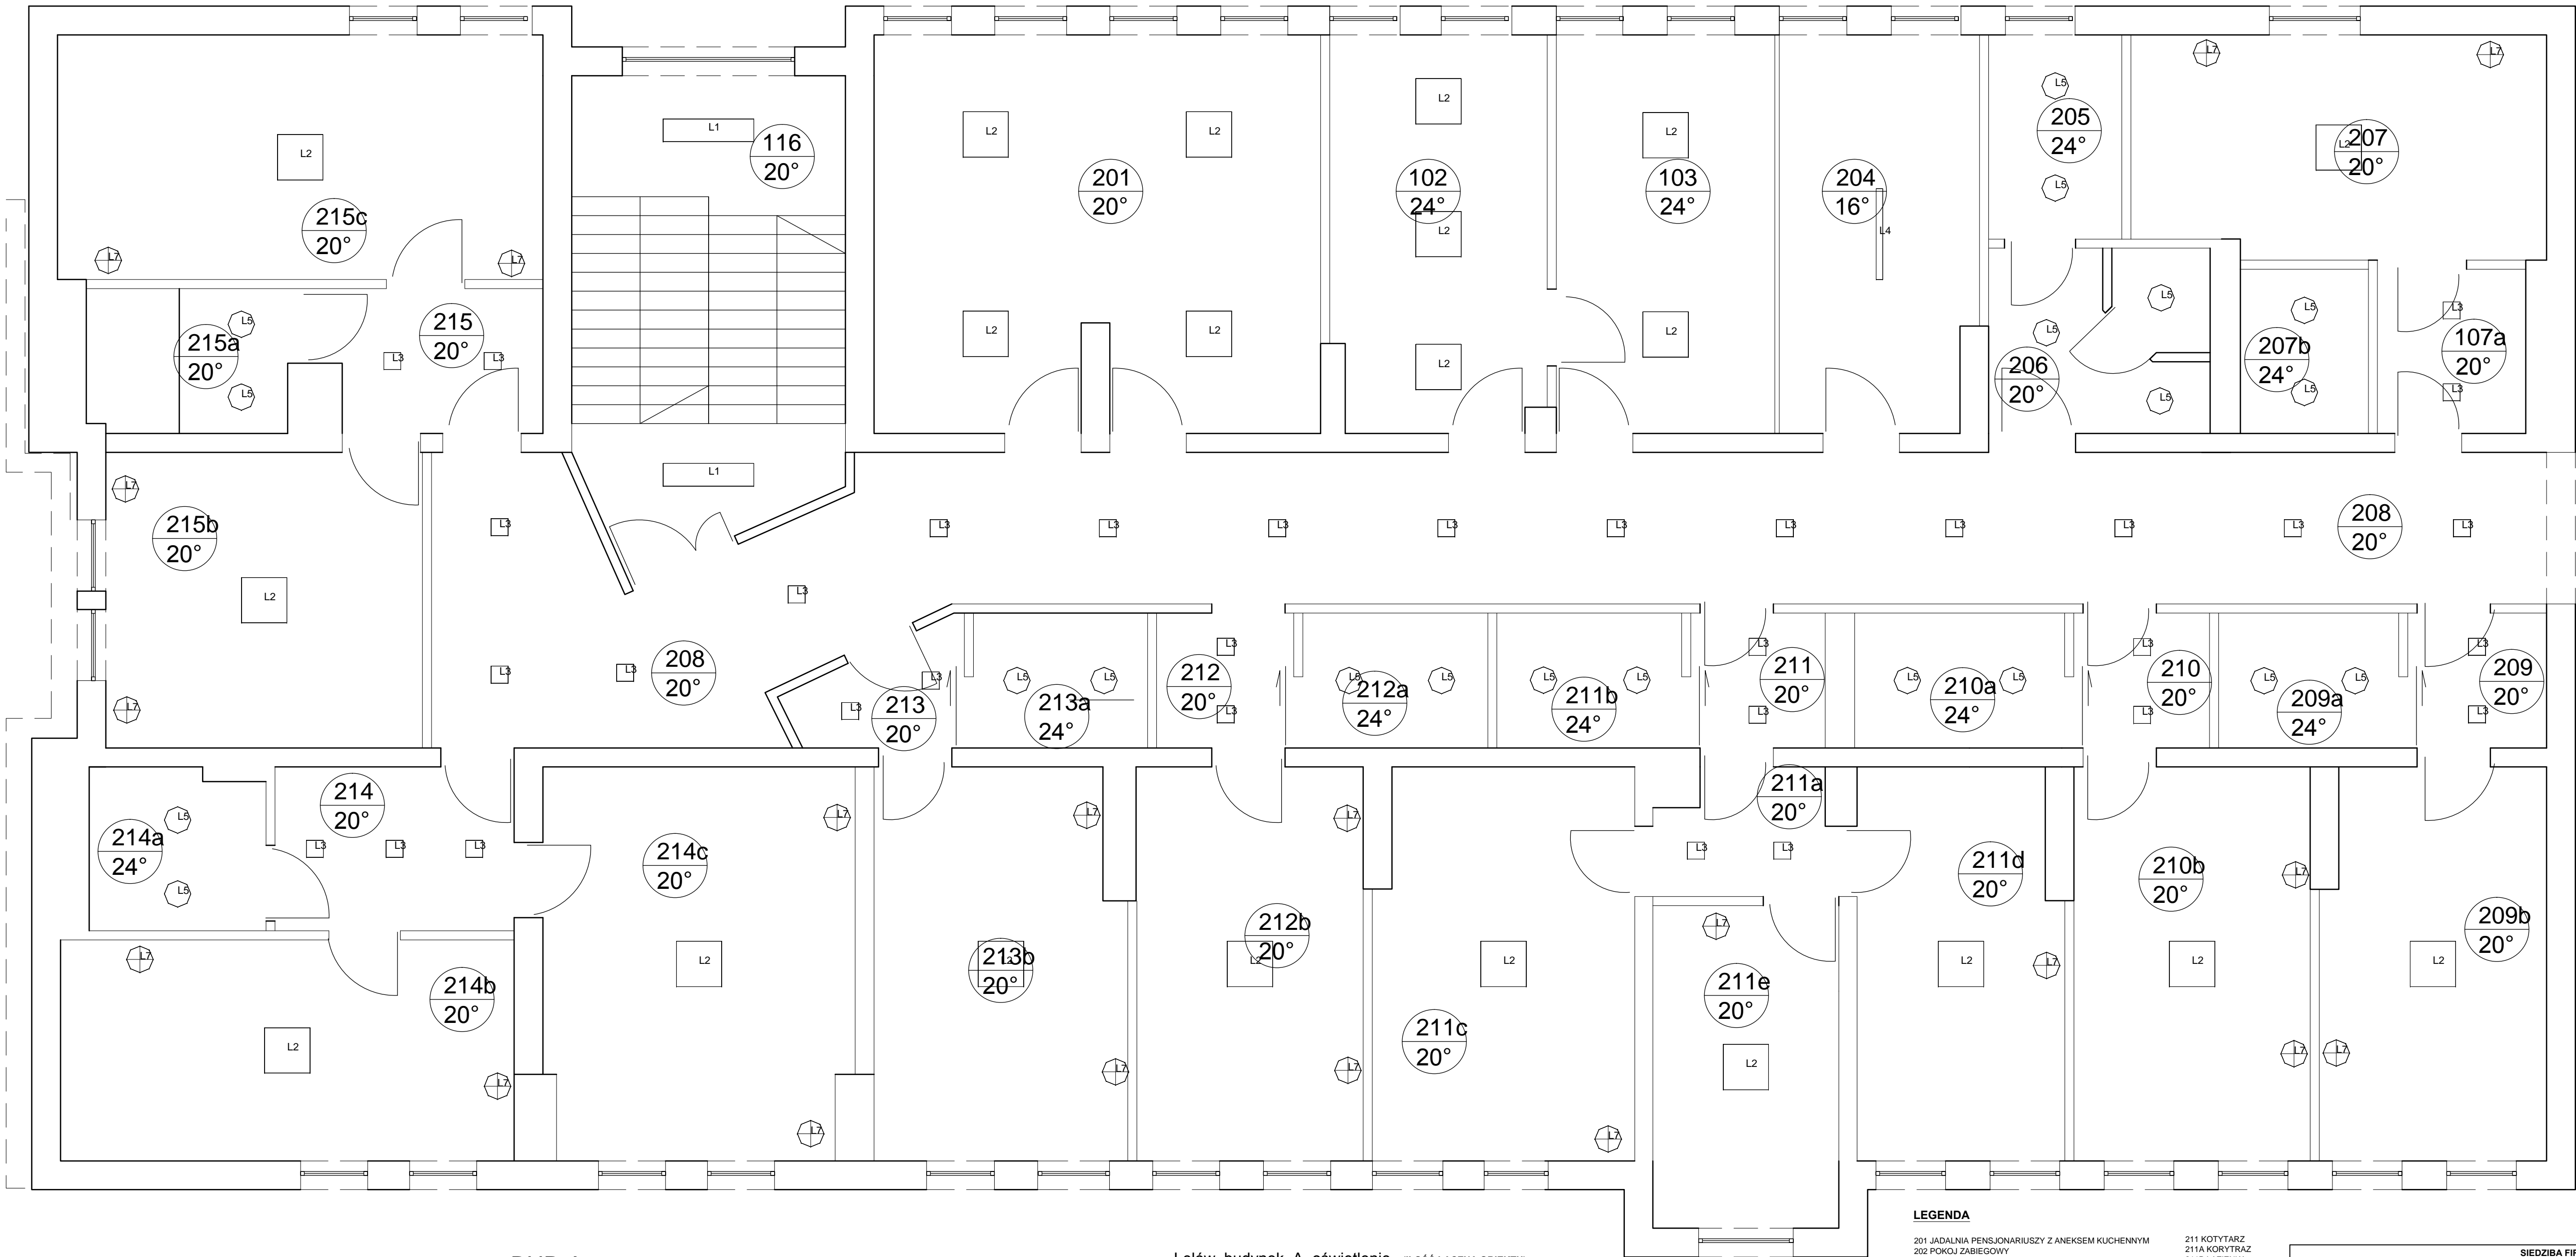 L7
L7
L5
L2
L2
L2
L2
L2
L1
116
20°
205
24°
207
20°
L2
201
20°
102
24°
103
24°
204
16°
L5
215c
20°
L2
L4
L7
L7
L5
L3
L5
215
20°
L2
L2
L2
L5
107a
20°
215a
20°
L3
L3
L2
206
20°
207b
24°
L5
L5
L5
L3
L1
L7
215b
20°
L3
L3
L3
L3
L3
L3
L3
L3
L3
L3
L3
208
20°
L2
L3
L3
L3
L3
L3
L3
L3
208
20°
L3
L5
L5
212
20°
L5
L5
L5
L5
211
20°
L5
L5
210
20°
L5
L5
209
20°
L7
L3
213
20°
213a
24°
L3
212a
24°
211b
24°
L3
210a
24°
L3
209a
24°
L3
214
20°
211a
20°
L5
L7
L7
L7
214a
24°
L3
L3
L3
214c
20°
L3
L3
211d
20°
210b
20°
L7
L5
L7
212b
20°
L7
209b
20°
L7
L2
213b
20°
L2
L2
L2
L2
L7
L2
L2
214b
20°
211e
20°
L2
211c
20°
L2
L7
L7
L7
L7
L7
L7
L7
LEGENDA
201 JADALNIA PENSJONARIUSZY Z ANEKSEM KUCHENNYM
202 POKOJ ZABIEGOWY
211 KOTYTARZ
211A KORYTRAZ
SIEDZIBA